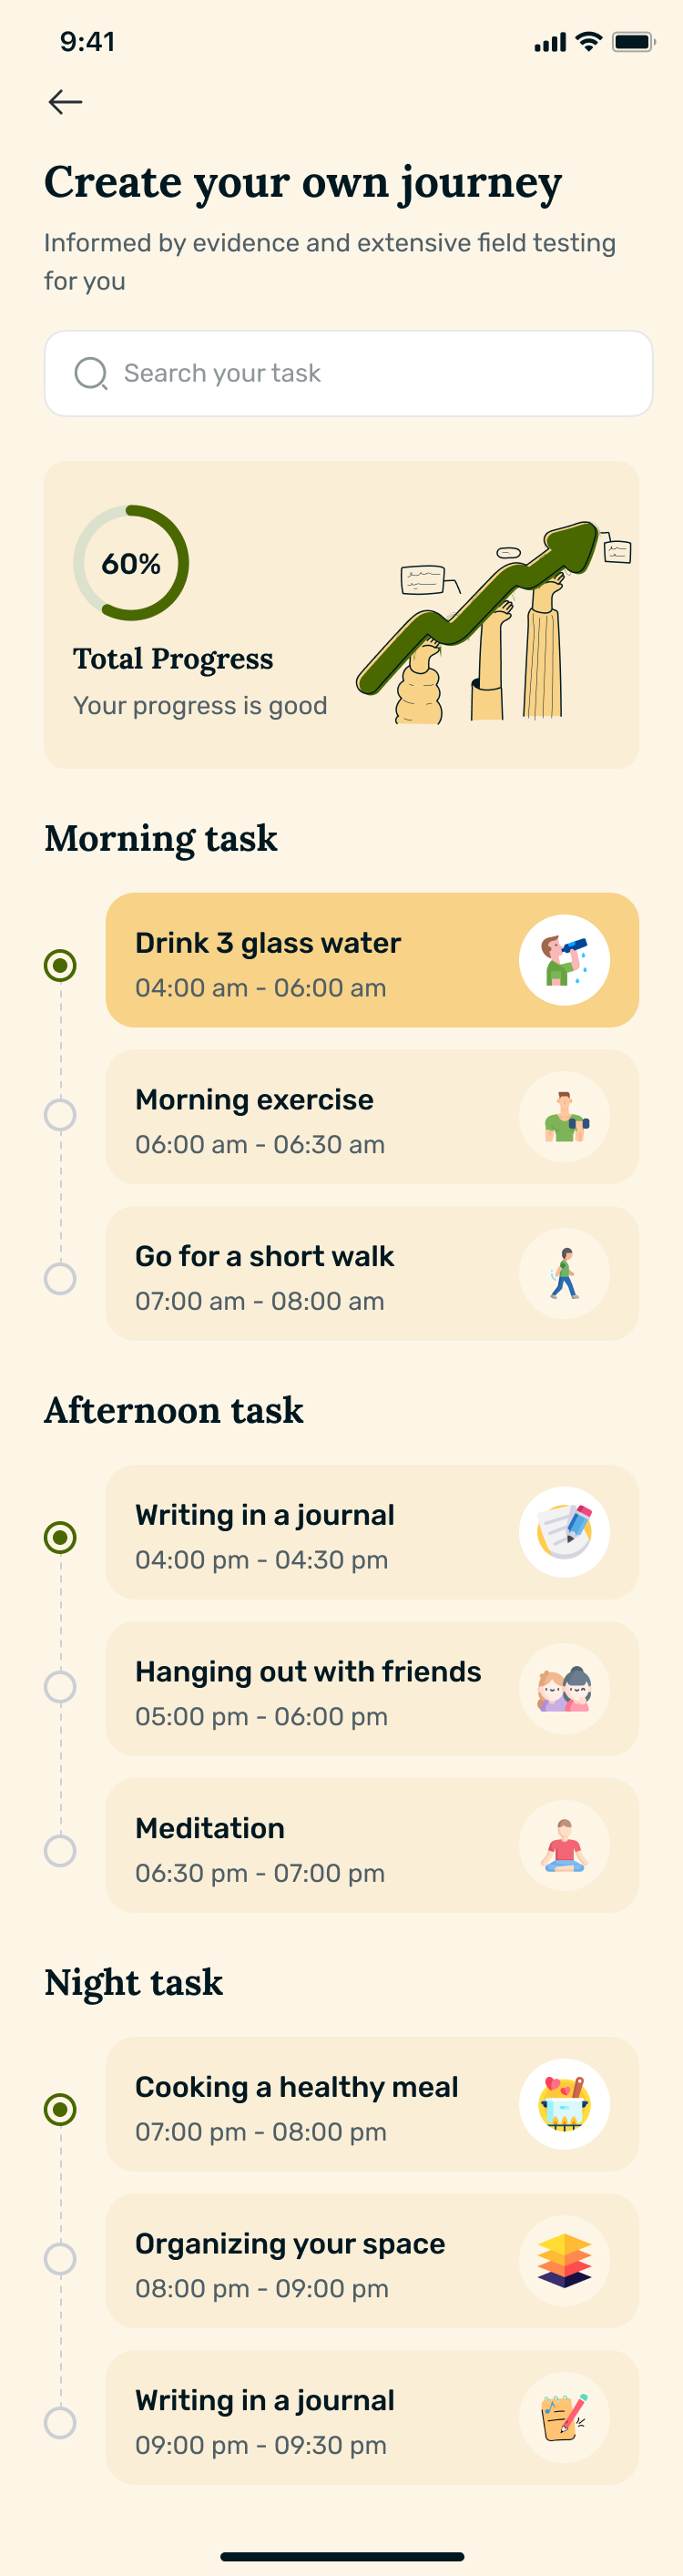 9:41
Create your own journey
Informed by evidence and extensive field testing
for you
Search your task
60%
Total Progress
Your progress is good
Morning task
Drink 3 glass water
04:00 am - 06:00 am
Morning exercise
06:00 am - 06:30 am
Go for a short walk
07:00 am - 08:00 am
Afternoon task
Writing in a journal
04:00 pm - 04:30 pm
Hanging out with friends
05:00 pm - 06:00 pm
Meditation
06:30 pm - 07:00 pm
Night task
Cooking a healthy meal
07:00 pm - 08:00 pm
Organizing your space
08:00 pm - 09:00 pm
Writing in a journal
09:00 pm - 09:30 pm